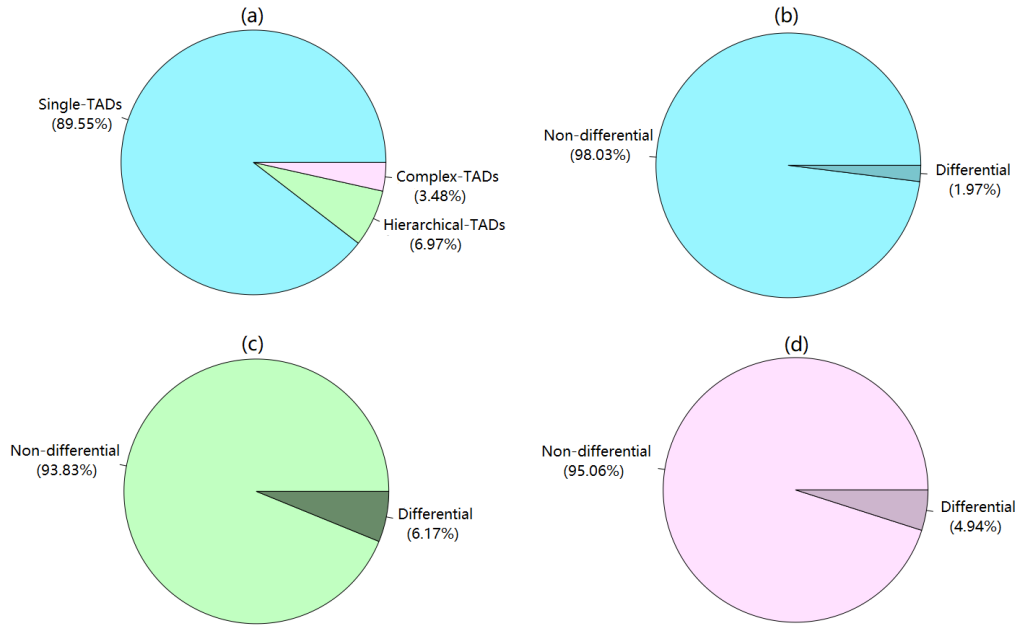 (a)
Single-TADs
(89.55%)
Complex-TADs
(3.48%)
Hierarchical-TADs
(6.97%)
(b)
Non-differential
(98.03%)
Differential
(1.97%)
(c)
Non-differential
(93.83%)
Differential
(6.17%)
(d)
Non-differential
(95.06%)
Differential
(4.94%)